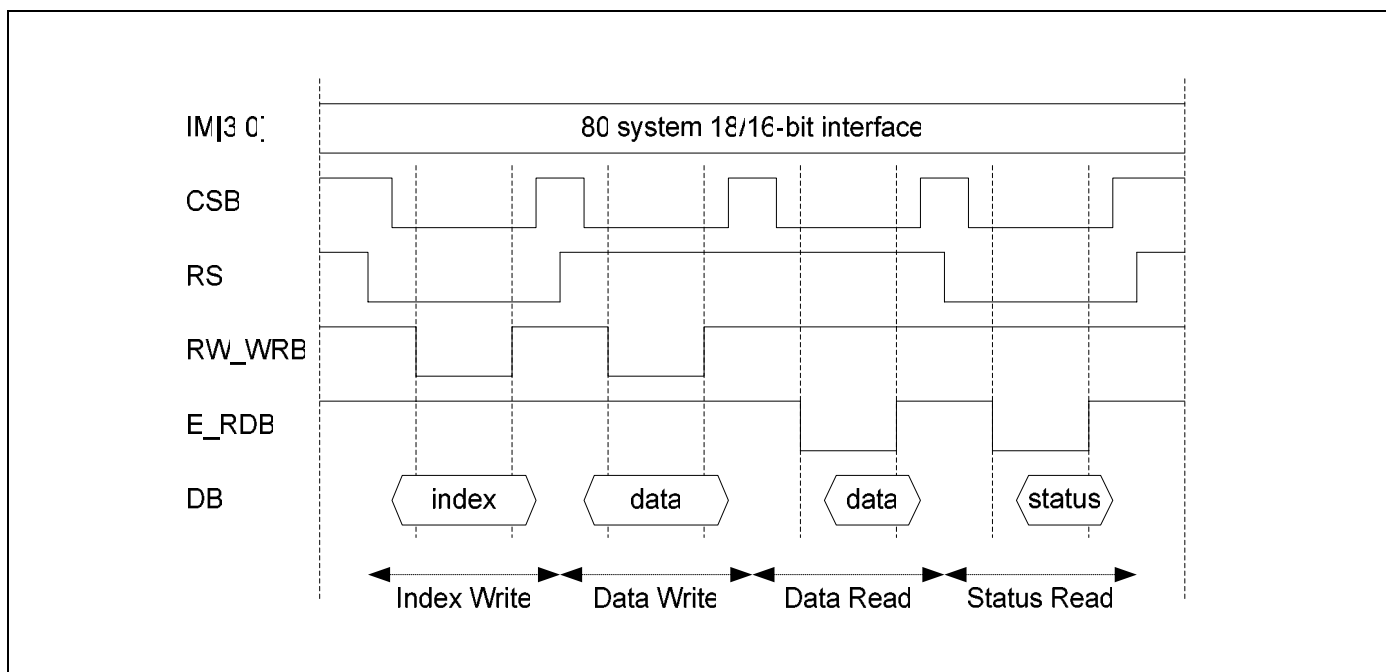 IM[3:0]
80 system 18/16-bit interface
CSB
RS
RW_WRB
E_RDB
DB
index
data
data
status
Index Write
Data Write
Data Read
Status Read